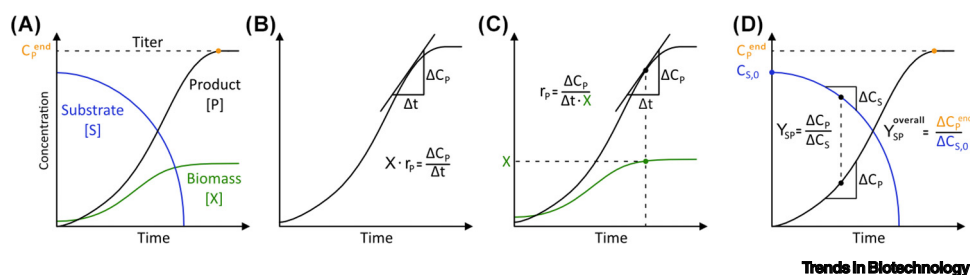 (A)
C_P^end
Titer
Product
[P]
Substrate
[S]
Biomass
[X]
Concentration
Time
(B)
ΔC_P
Δt
X · r_P = ΔC_P / Δt
Time
(C)
r_P = ΔC_P / Δt · X
ΔC_P
Δt
X
Time
(D)
C_P^end
C_S,0
ΔC_S
Y_SP = ΔC_P / ΔC_S
Y_SP^overall = ΔC_P^end / ΔC_S,0
ΔC_P
Time
Trends in Biotechnology